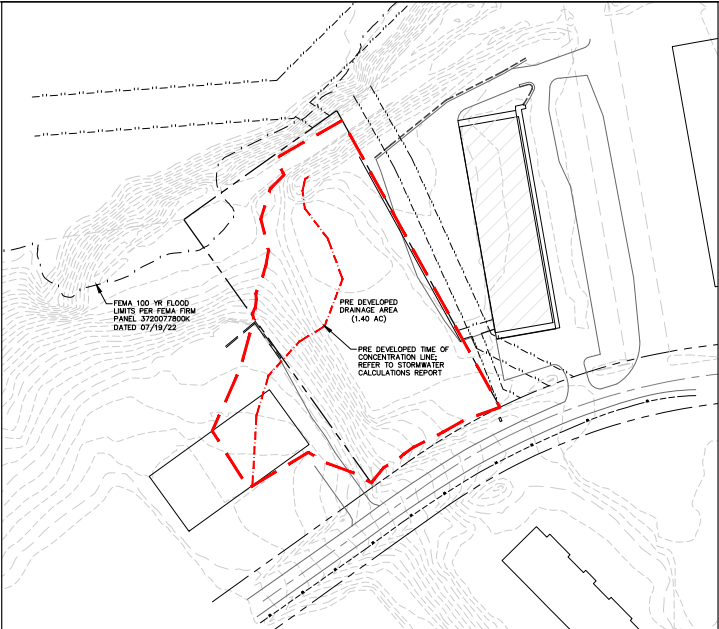 FEMA 100 YR FLOOD
LIMITS PER FEMA FIRM
PANEL 3720077800K
DATED 07/19/22
PRE DEVELOPED
DRAINAGE AREA
(1.40 AC)
PRE DEVELOPED TIME OF
CONCENTRATION LINE;
REFER TO STORMWATER
CALCULATIONS REPORT